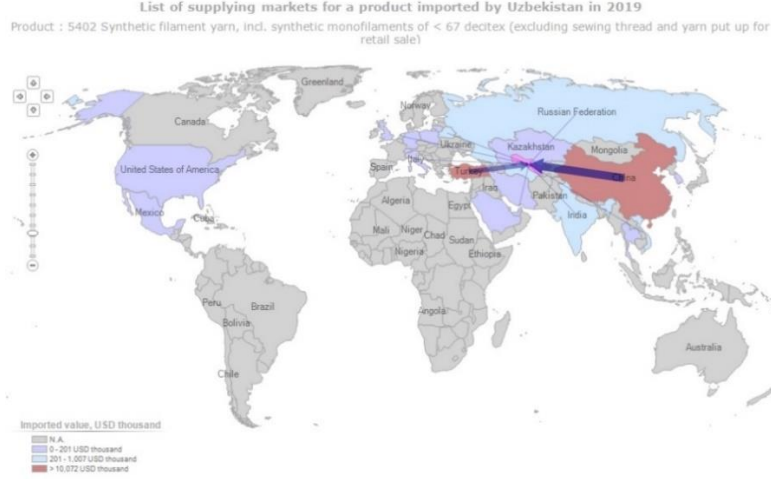 List of supplying markets for a product imported by Uzbekistan in 2019
Product : 5402 Synthetic filament yarn, incl. synthetic monofilaments of < 67 decitex (excluding sewing thread and yarn put up for
retail sale)
Greenland
Norway
Russian Federation
Canada
Ukraine
Kazakhstan
Mongolia
United States of America
Spain
Italy
Turkey
China
Iraq
Pakistan
Mexico
Cuba
Algeria
Egypt
India
Mali
Niger
Chad
Sudan
Nigeria
Ethiopia
Peru
Brazil
Angola
Bolivia
Australia
Chile
Imported value, USD thousand
N.A.
0 - 201 USD thousand
201 - 1,007 USD thousand
> 10,072 USD thousand